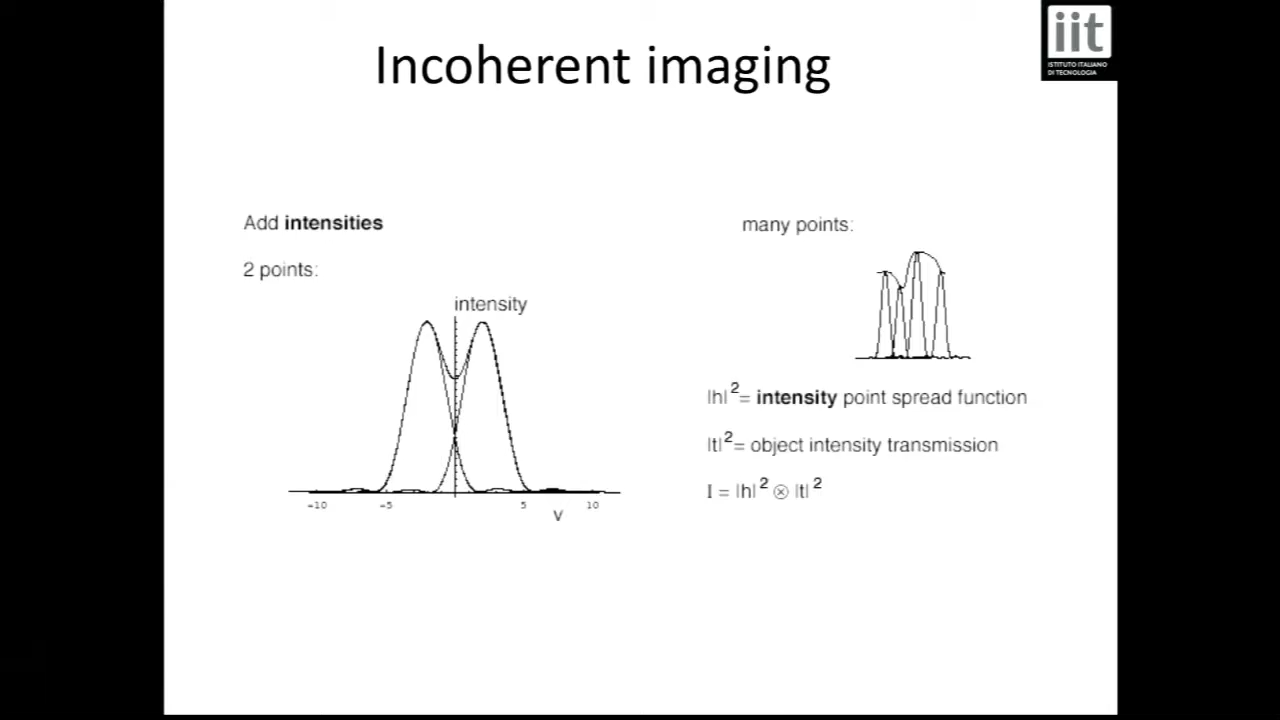 Incoherent imaging
iit
ISTITUTO ITALIANO
DI TECNOLOGIA
Add intensities
2 points:
intensity
-10 -5 5 10
V
many points:
|h|²= intensity point spread function
|t|²= object intensity transmission
I = |h|² ⊗ |t|²